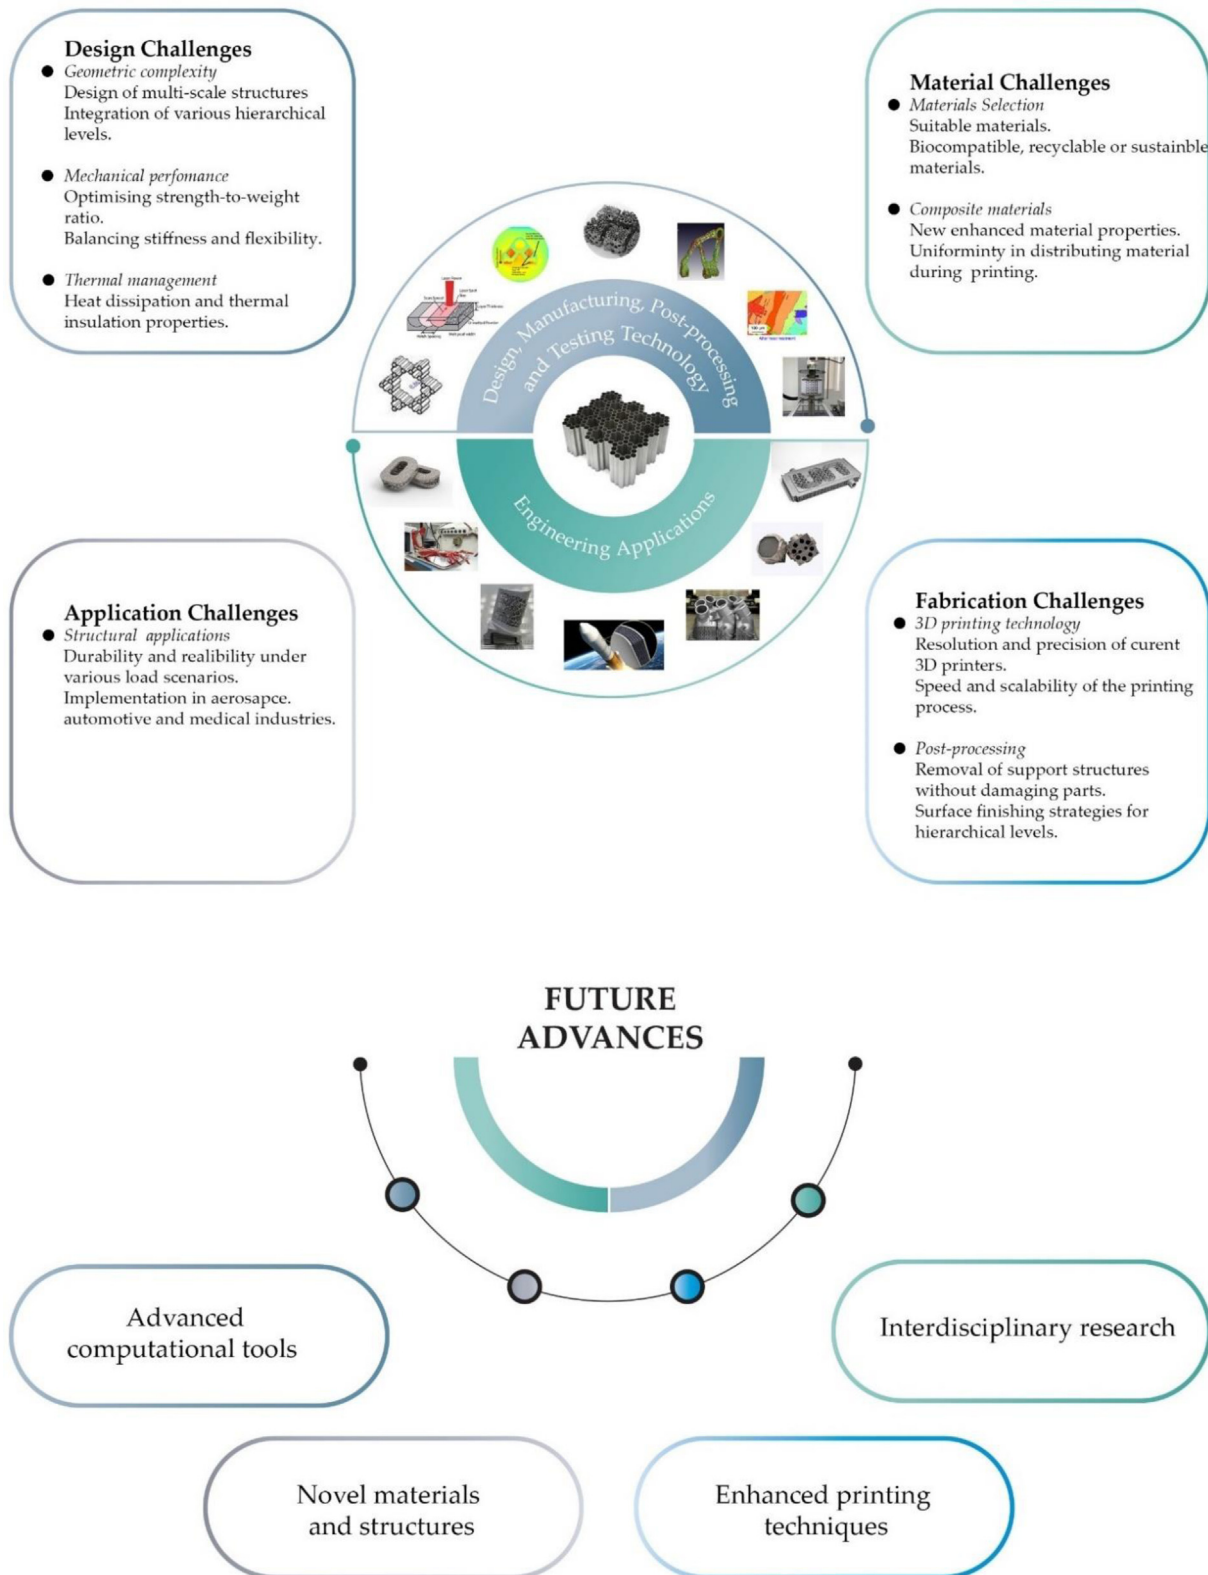 Design Challenges
● Geometric complexity
Design of multi-scale structures
Integration of various hierarchical
levels.
● Mechanical perfomance
Optimising strength-to-weight
ratio.
Balancing stiffness and flexibility.
● Thermal management
Heat dissipation and thermal
insulation properties.
Material Challenges
● Materials Selection
Suitable materials.
Biocompatible, recyclable or sustainble
materials.
● Composite materials
New enhanced material properties.
Uniforminty in distributing material
during printing.
Design, Manufacturing, Post-processing
and Testing Technology
Engineering Applications
Application Challenges
● Structural applications
Durability and realibility under
various load scenarios.
Implementation in aerosapce.
automotive and medical industries.
Fabrication Challenges
● 3D printing technology
Resolution and precision of curent
3D printers.
Speed and scalability of the printing
process.
● Post-processing
Removal of support structures
without damaging parts.
Surface finishing strategies for
hierarchical levels.
FUTURE
ADVANCES
Advanced
computational tools
Interdisciplinary research
Novel materials
and structures
Enhanced printing
techniques